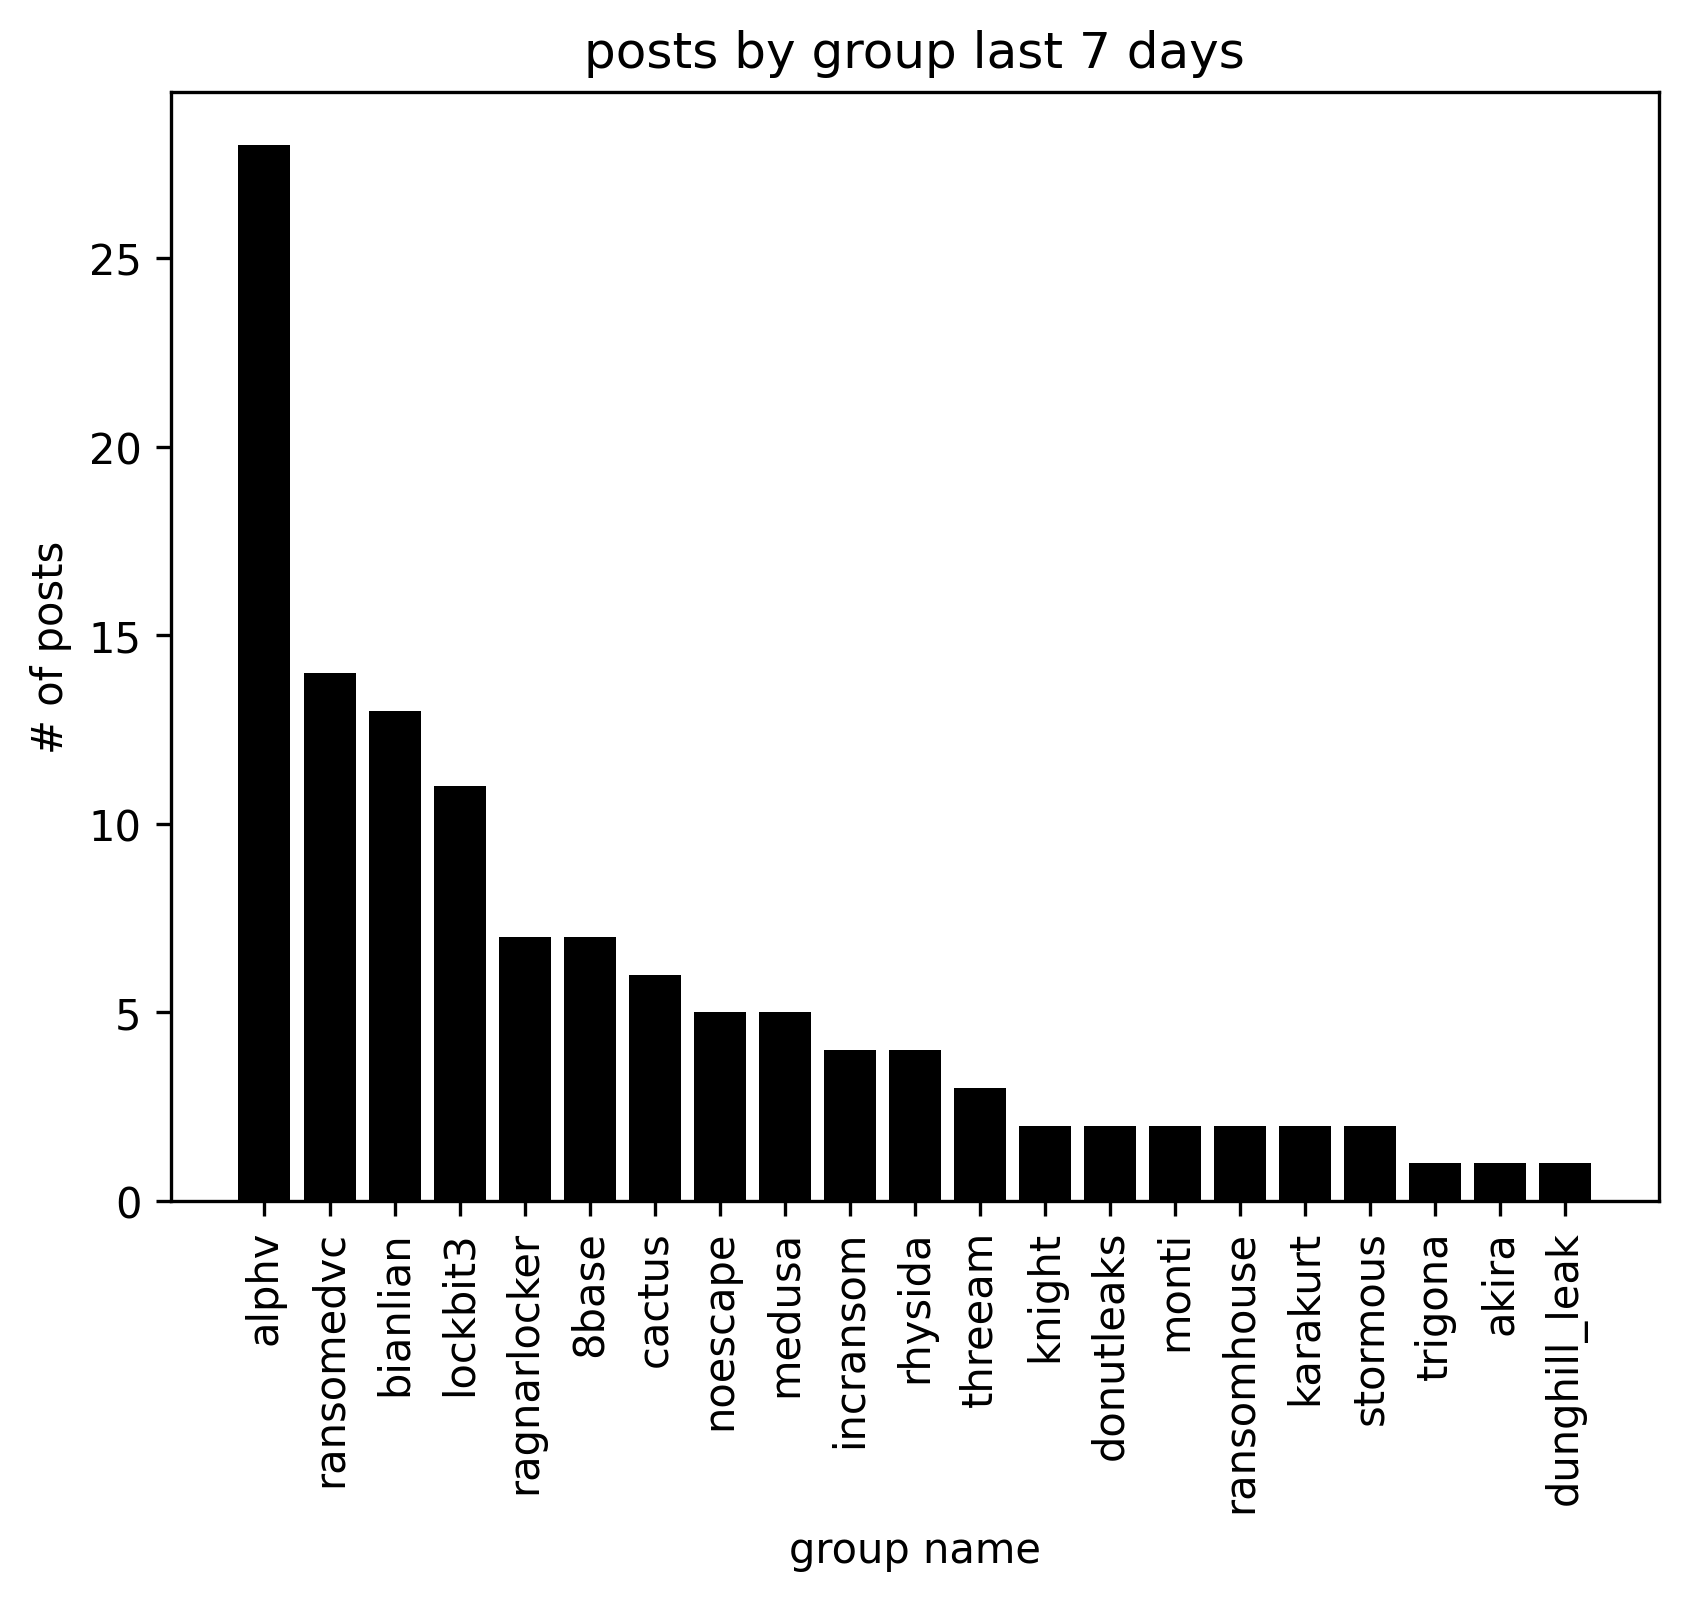 posts by group last 7 days
# of posts
25
20
15
10
5
0
alphv
ransomedvc
bianlian
lockbit3
ragnarlocker
8base
cactus
noescape
medusa
incransom
rhysida
threeam
knight
donutleaks
monti
ransomhouse
karakurt
stormous
trigona
akira
dunghill_leak
group name